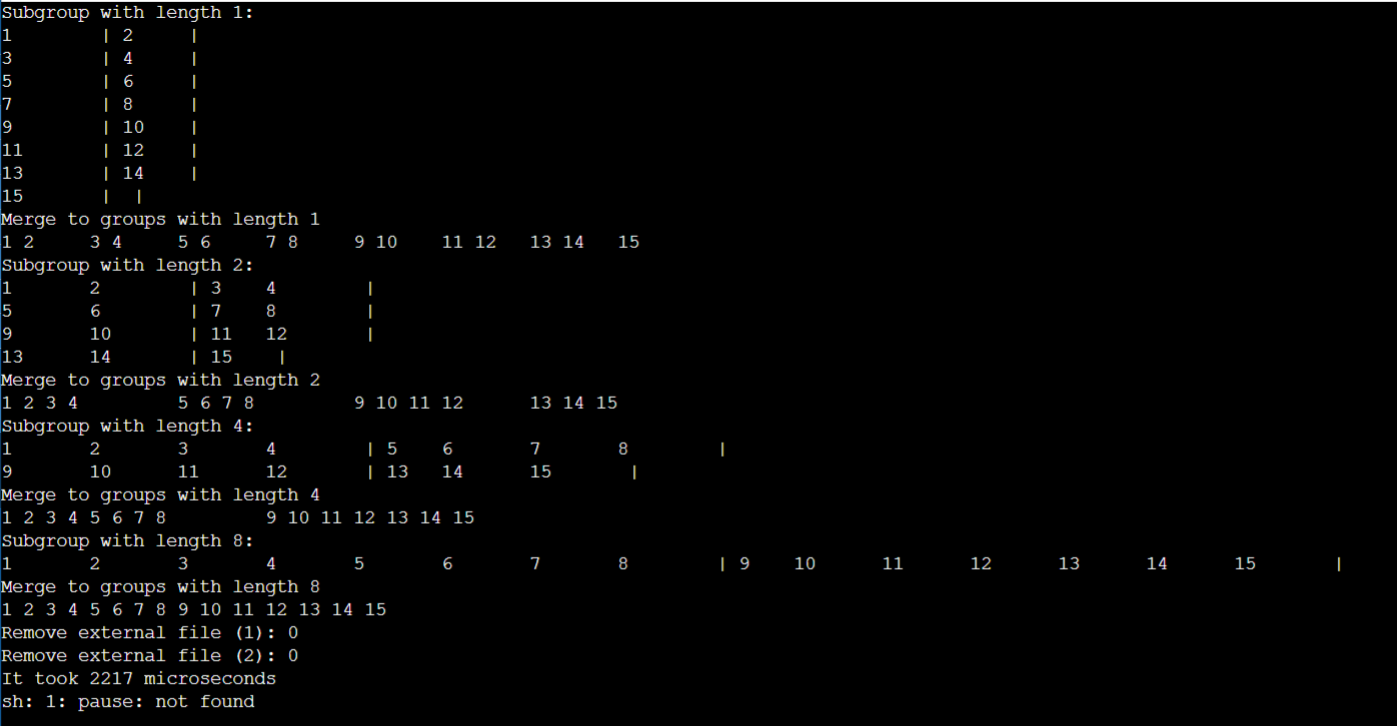 Subgroup with length 1:
1 | 2 |
3 | 4 |
5 | 6 |
7 | 8 |
9 | 10 |
11 | 12 |
13 | 14 |
15 | |
Merge to groups with length 1
1 2 3 4 5 6 7 8 9 10 11 12 13 14 15
Subgroup with length 2:
1 2 | 3 4 |
5 6 | 7 8 |
9 10 | 11 12 |
13 14 | 15 |
Merge to groups with length 2
1 2 3 4 5 6 7 8 9 10 11 12 13 14 15
Subgroup with length 4:
1 2 3 4 | 5 6 7 8 |
9 10 11 12 | 13 14 15 |
Merge to groups with length 4
1 2 3 4 5 6 7 8 9 10 11 12 13 14 15
Subgroup with length 8:
1 2 3 4 5 6 7 8 | 9 10 11 12 13 14 15 |
Merge to groups with length 8
1 2 3 4 5 6 7 8 9 10 11 12 13 14 15
Remove external file (1): 0
Remove external file (2): 0
It took 2217 microseconds
sh: 1: pause: not found